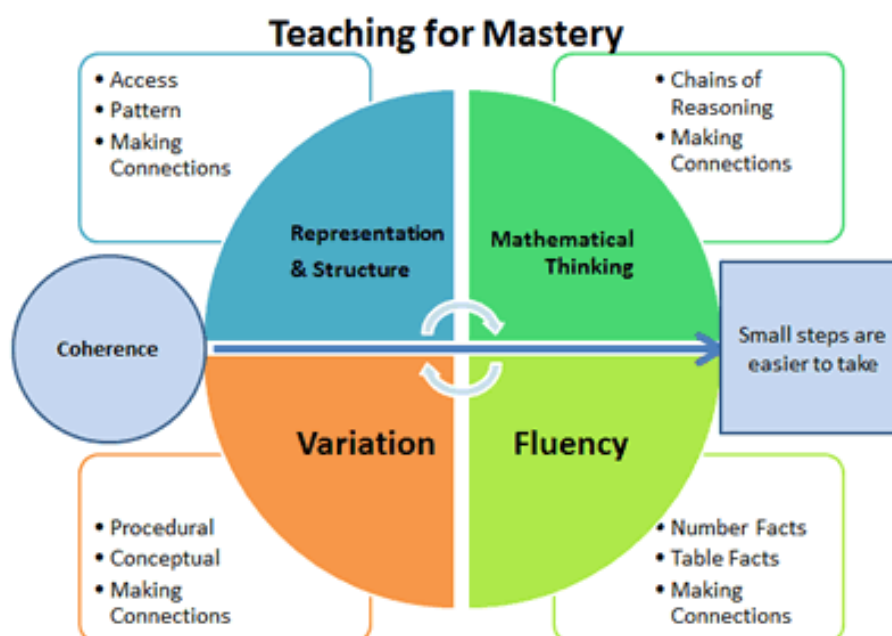 Teaching for Mastery
• Access
• Pattern
• Making
Connections
• Chains of
Reasoning
• Making
Connections
Representation
& Structure
Mathematical
Thinking
Coherence
Small steps are
easier to take
Variation
Fluency
• Procedural
• Conceptual
• Making
Connections
• Number Facts
• Table Facts
• Making
Connections